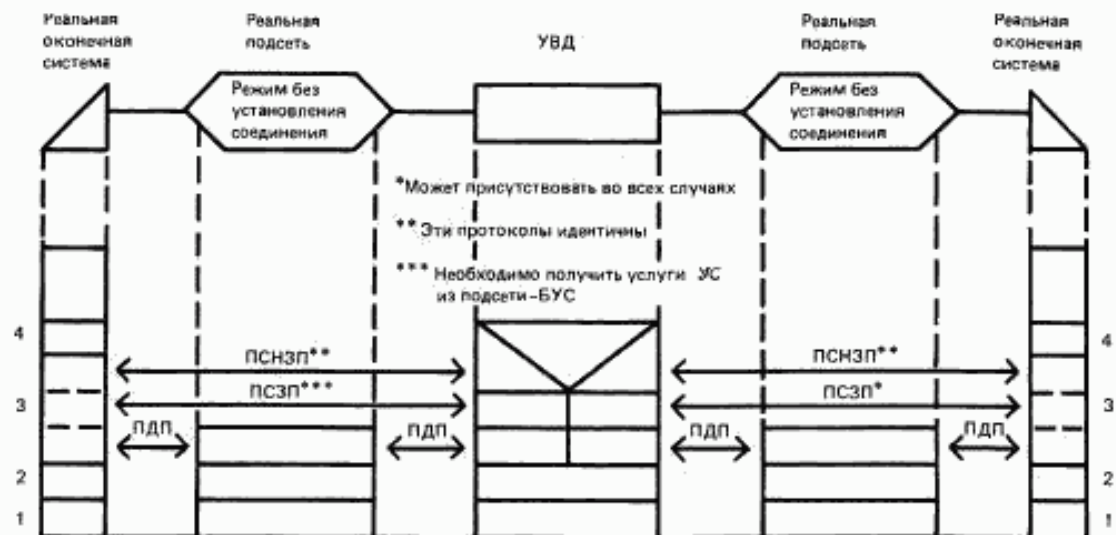 Реальная
оконечная
система
Реальная
подсеть
УВД
Реальная
подсеть
Реальная
оконечная
система
Режим без
установления
соединения
Режим без
установления
соединения
*Может присутствовать во всех случаях
**Эти протоколы идентичны
***Необходимо получить услуги УС
из подсети-БУС
4
ПСНЗП**
ПСНЗП**
4
ПСЗП***
ПСЗП*
3
3
ПДП
ПДП
ПДП
ПДП
2
2
1
1